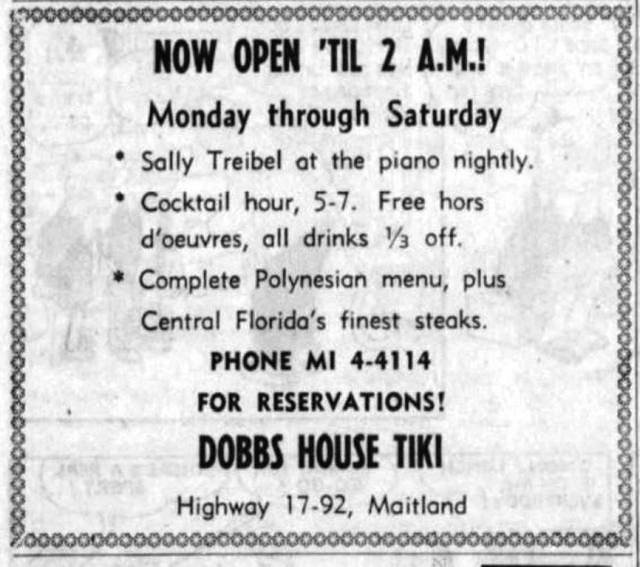 NOW OPEN 'TIL 2 A.M.!
Monday through Saturday
* Sally Treibel at the piano nightly.
* Cocktail hour, 5-7. Free hors
d'oeuvres, all drinks ⅓ off.
* Complete Polynesian menu, plus
Central Florida's finest steaks.
PHONE MI 4-4114
FOR RESERVATIONS!
DOBBS HOUSE TIKI
Highway 17-92, Maitland